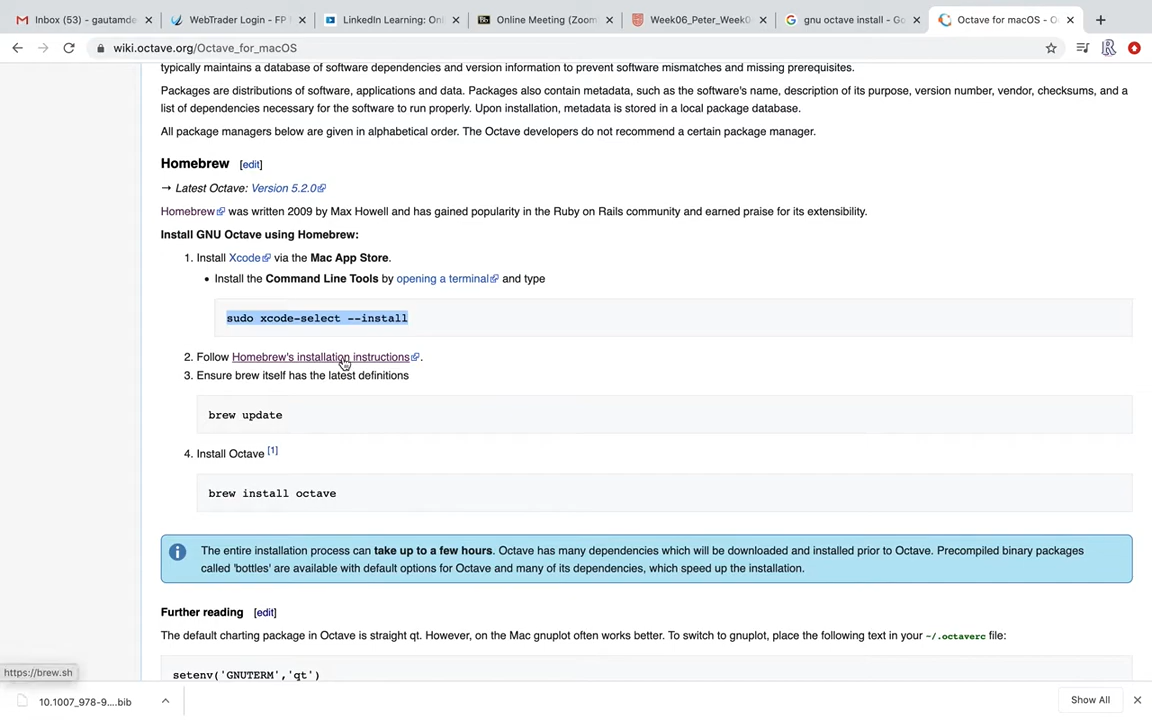 Inbox (53) - gautamde
WebTrader Login - FP
LinkedIn Learning: Onl
Online Meeting (Zoom
Week06_Peter_Week0
gnu octave install - Go
Octave for macOS - O
wiki.octave.org/Octave_for_macOS
typically maintains a database of software dependencies and version information to prevent software mismatches and missing prerequisites.
Packages are distributions of software, applications and data. Packages also contain metadata, such as the software's name, description of its purpose, version number, vendor, checksums, and a
list of dependencies necessary for the software to run properly. Upon installation, metadata is stored in a local package database.
All package managers below are given in alphabetical order. The Octave developers do not recommend a certain package manager.
Homebrew [edit]
→ Latest Octave: Version 5.2.0
Homebrew was written 2009 by Max Howell and has gained popularity in the Ruby on Rails community and earned praise for its extensibility.
Install GNU Octave using Homebrew:
1. Install Xcode via the Mac App Store.
• Install the Command Line Tools by opening a terminal and type
sudo xcode-select --install
2. Follow Homebrew's installation instructions.
3. Ensure brew itself has the latest definitions
brew update
4. Install Octave [1]
brew install octave
The entire installation process can take up to a few hours. Octave has many dependencies which will be downloaded and installed prior to Octave. Precompiled binary packages
called 'bottles' are available with default options for Octave and many of its dependencies, which speed up the installation.
Further reading [edit]
The default charting package in Octave is straight qt. However, on the Mac gnuplot often works better. To switch to gnuplot, place the following text in your ~/.octaverc file:
setenv('GNUTERM','qt')
https://brew.sh
10.1007_978-9....bib
Show All